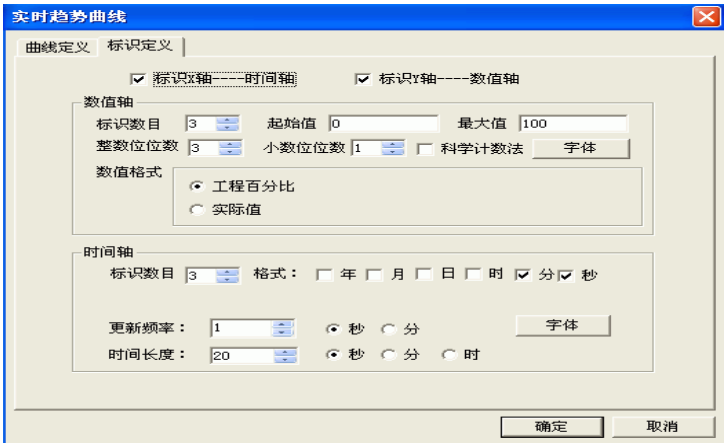 实时趋势曲线
曲线定义 标识定义
标识X轴----时间轴 标识Y轴----数值轴
数值轴
标识数目 3 起始值 0 最大值 100
整数位位数 3 小数位位数 1 科学计数法 字体
数值格式
工程百分比
实际值
时间轴
标识数目 3 格式： 年 月 日 时 分 秒
更新频率： 1 秒 分 字体
时间长度： 20 秒 分 时
确定 取消